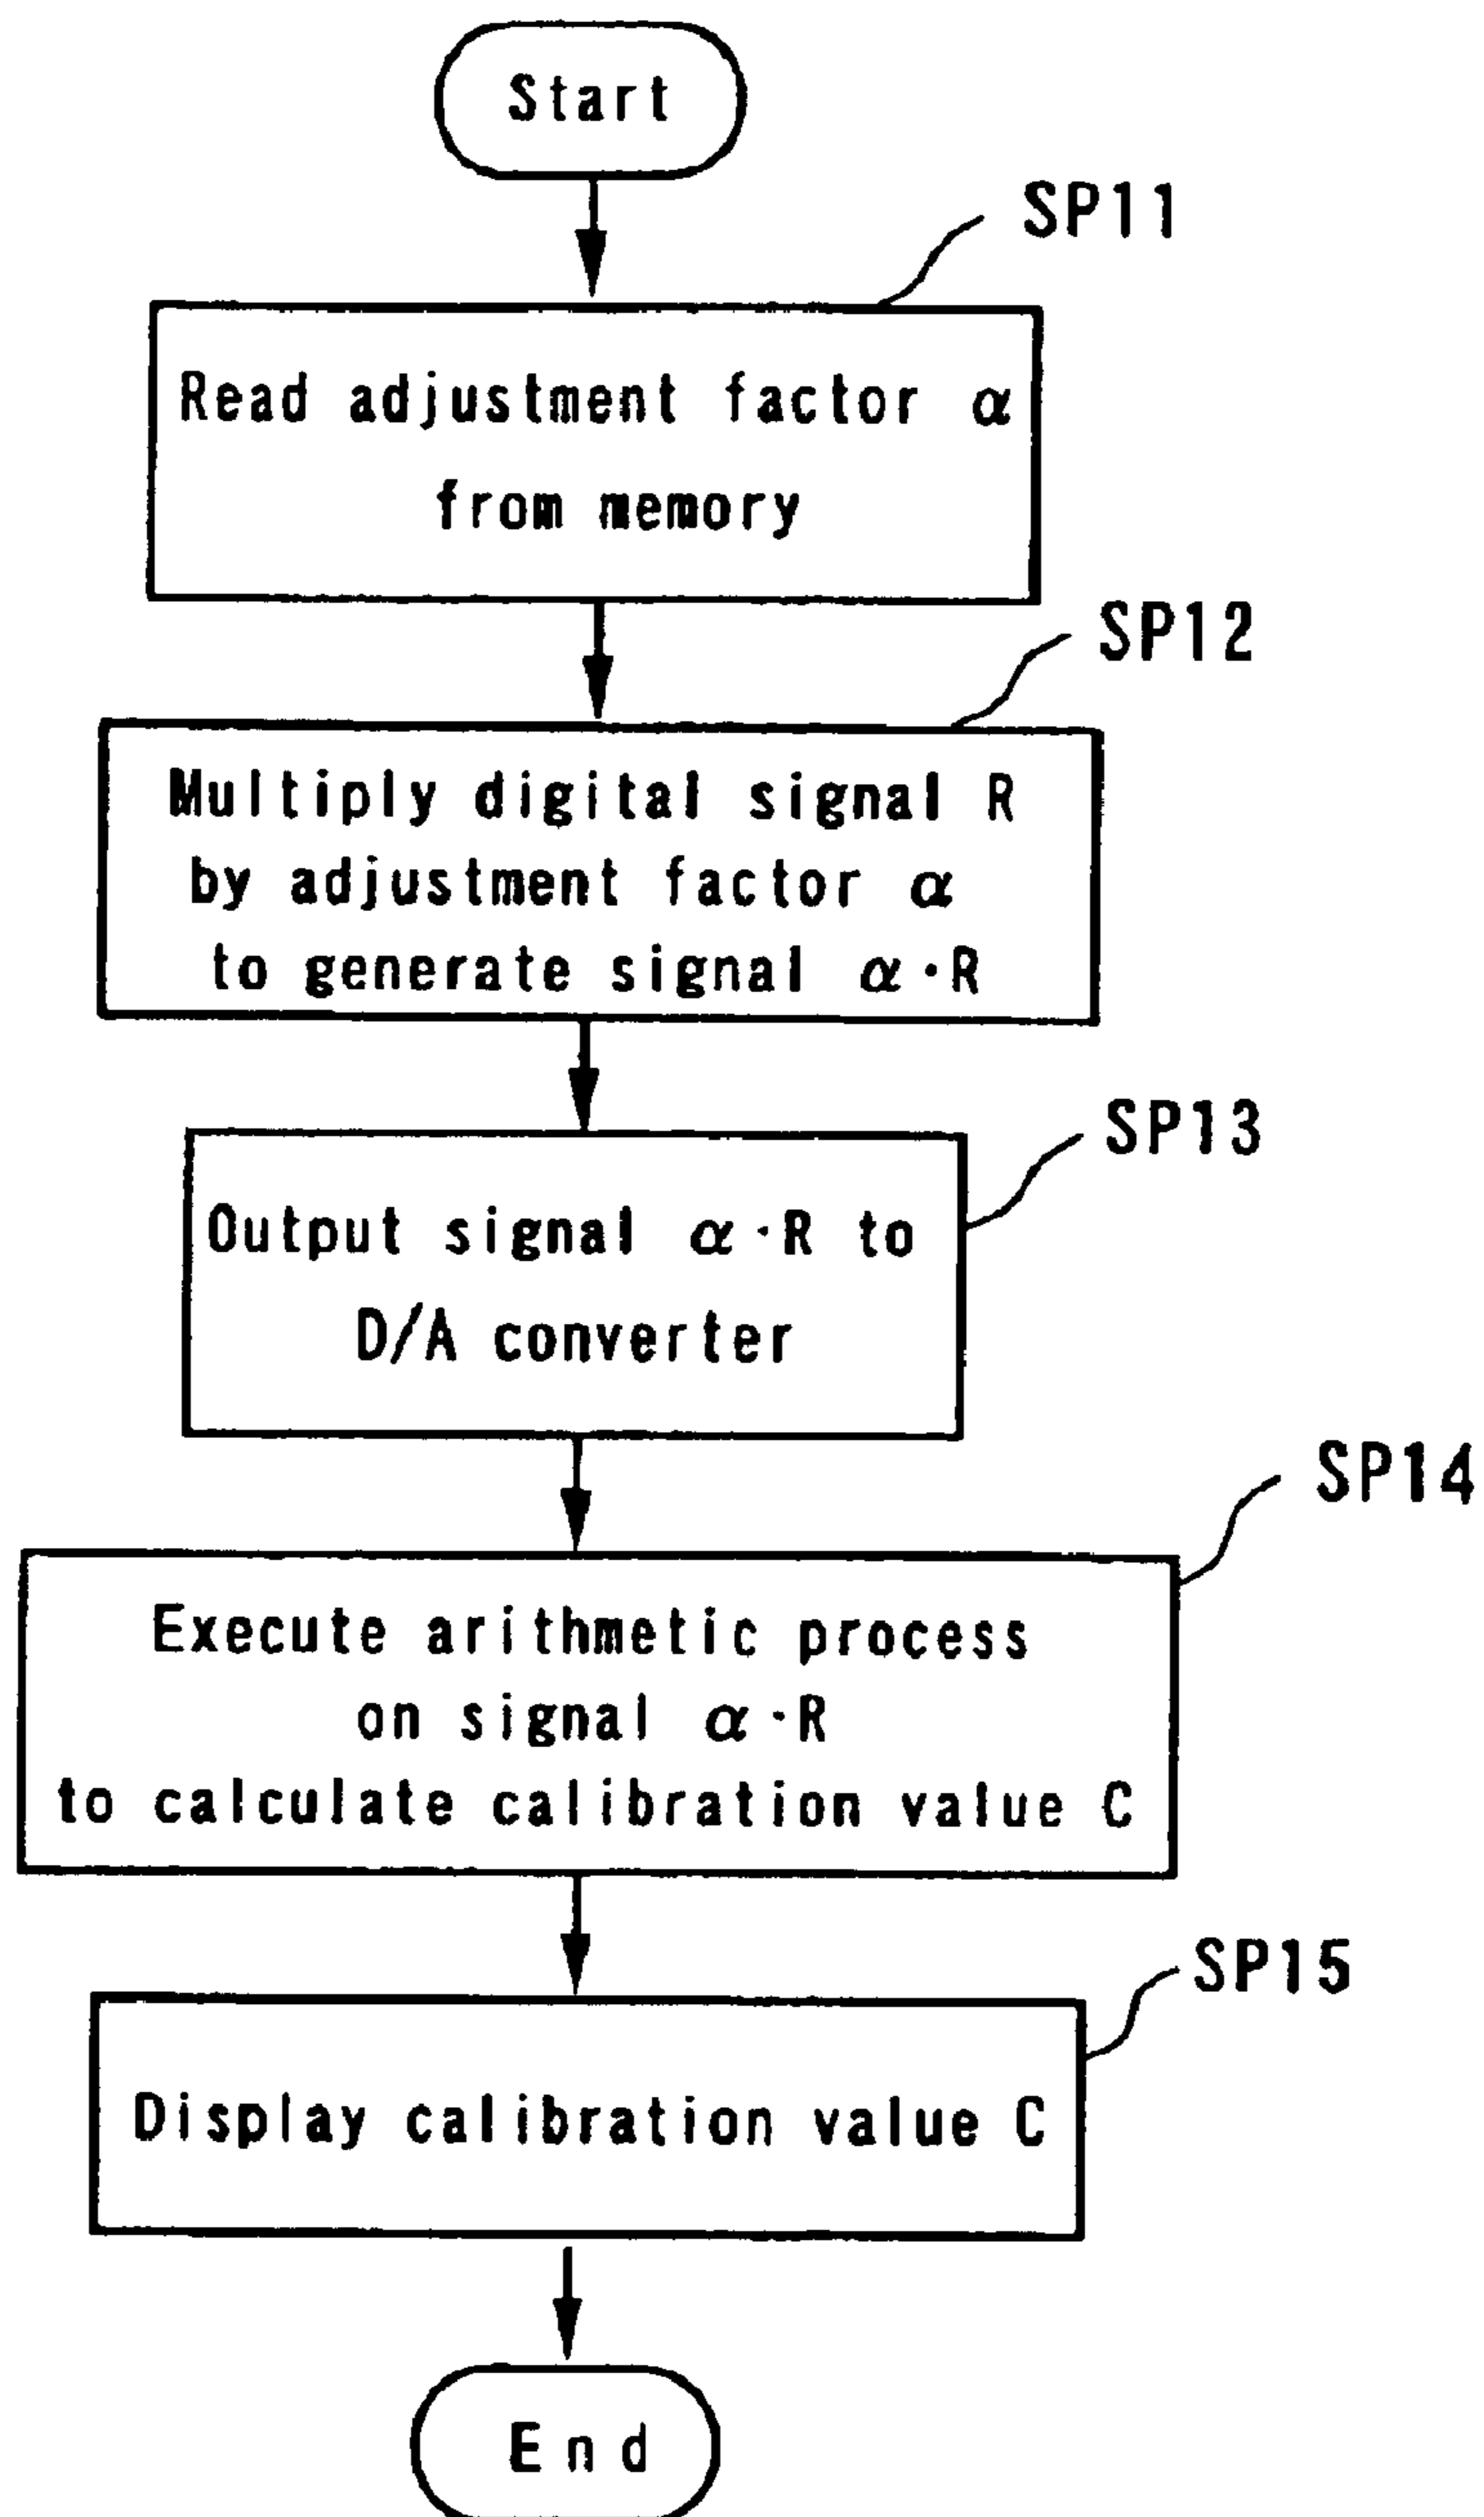 Start
SP11
Read adjustment factor α
from memory
SP12
Multiply digital signal R
by adjustment factor α
to generate signal α·R
SP13
Output signal α·R to
D/A converter
SP14
Execute arithmetic process
on signal α·R
to calculate calibration value C
SP15
Display calibration value C
End